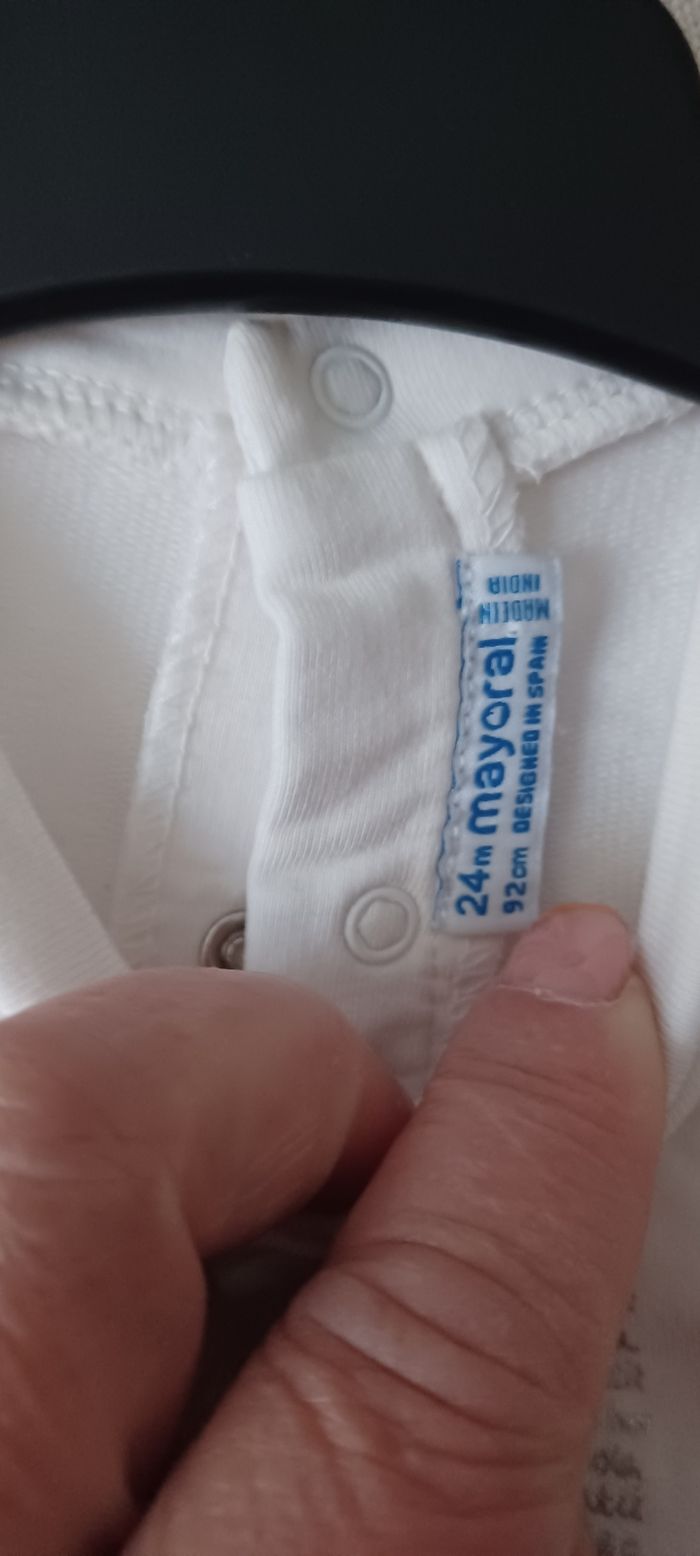 24m mayoral
92cm DESIGNED IN SPAIN
MADE IN
INDIA